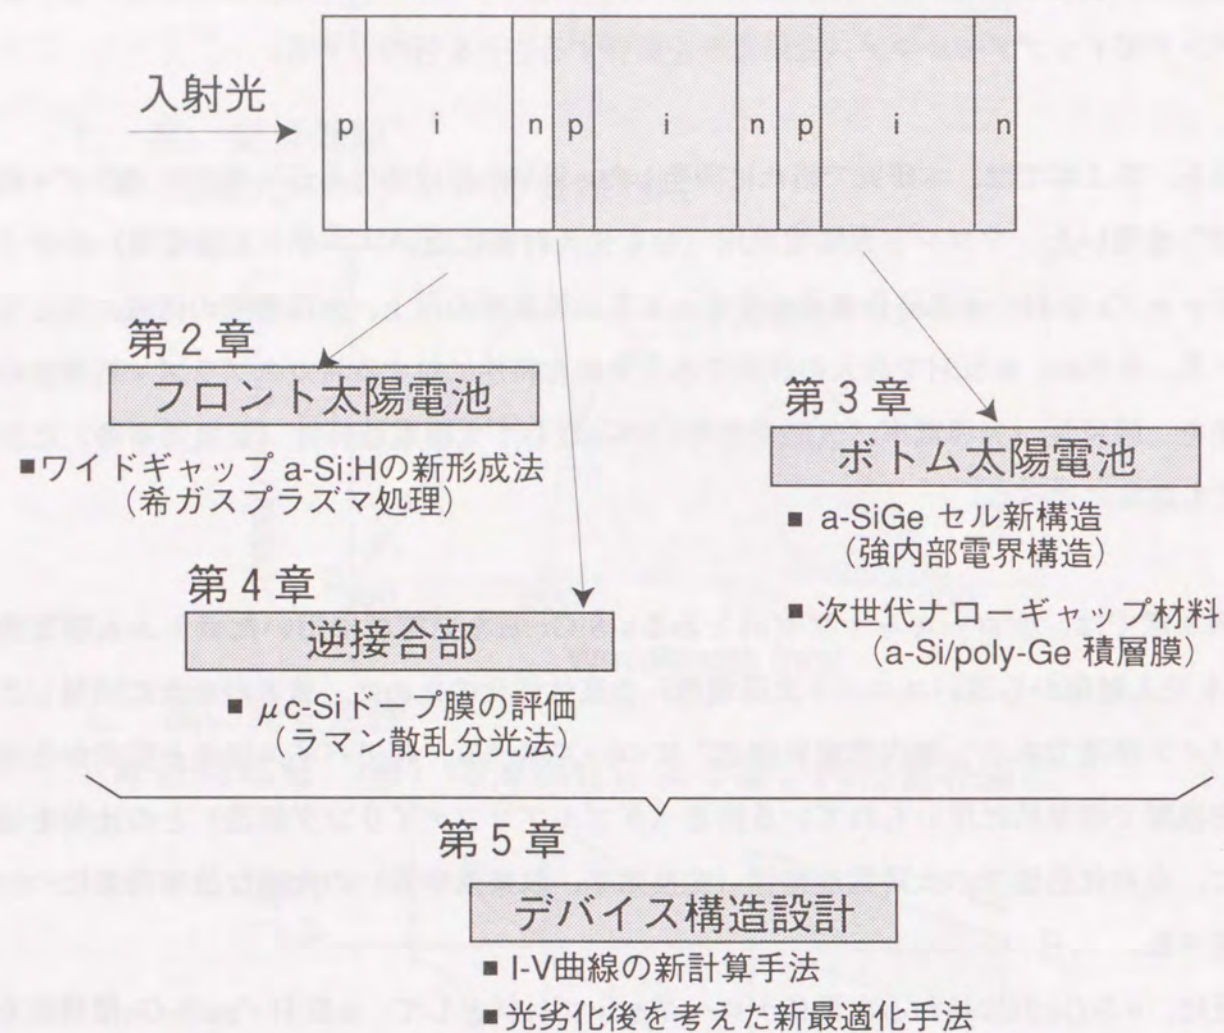 入射光
p i n p i n p i n
第2章
フロント太陽電池
■ワイドギャップ a-Si:Hの新形成法
(希ガスプラズマ処理)
第3章
ボトム太陽電池
■ a-SiGe セル新構造
(強内部電界構造)
■ 次世代ナローギャップ材料
(a-Si/poly-Ge 積層膜)
第4章
逆接合部
■ μc-Siドープ膜の評価
(ラマン散乱分光法)
第5章
デバイス構造設計
■ I-V曲線の新計算手法
■ 光劣化後を考えた新最適化手法